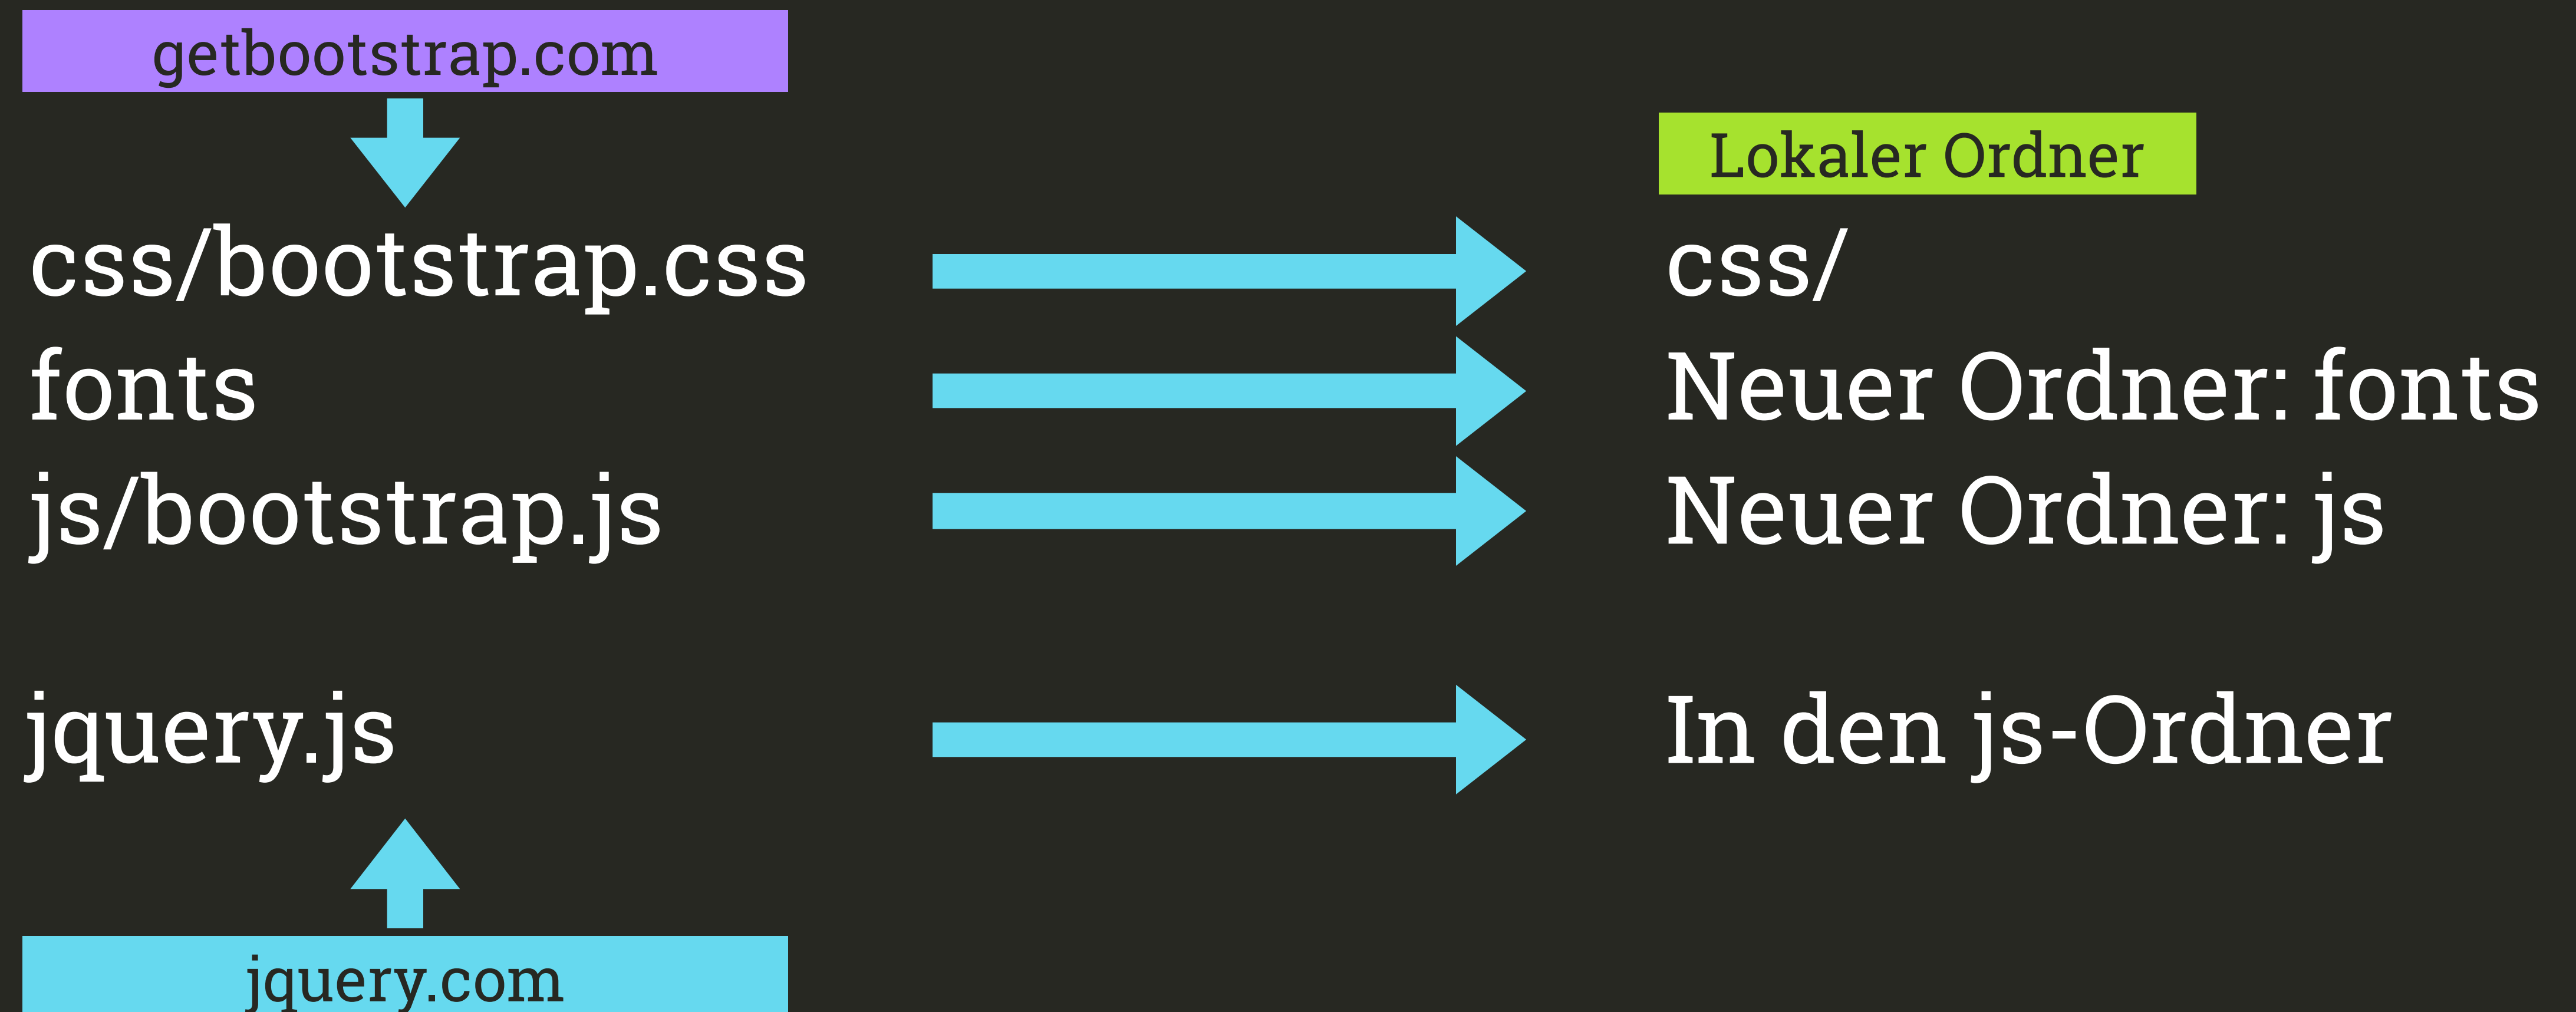 getbootstrap.com
Lokaler Ordner
css/bootstrap.css
css/
fonts
Neuer Ordner: fonts
js/bootstrap.js
Neuer Ordner: js
jquery.js
In den js-Ordner
jquery.com